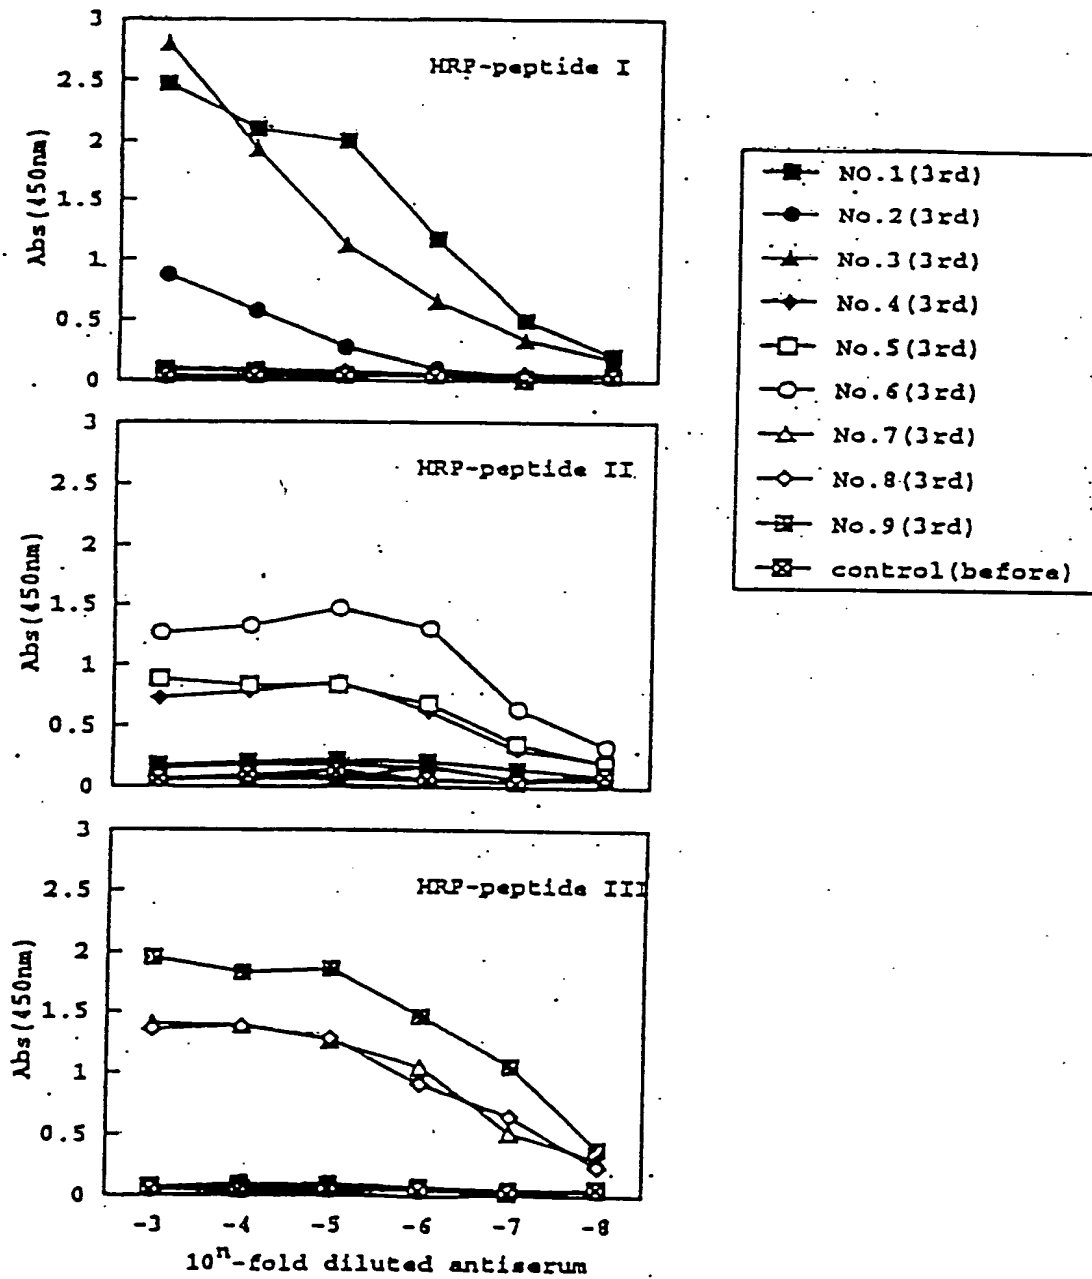 3
2.5
2
1.5
1
0.5
0
Abs(450nm)
HRP-peptide I
3
2.5
2
1.5
1
0.5
0
Abs(450nm)
HRP-peptide II
3
2.5
2
1.5
1
0.5
0
Abs(450nm)
HRP-peptide III
-3 -4 -5 -6 -7 -8
10ⁿ-fold diluted antiserum
NO.1(3rd)
No.2(3rd)
No.3(3rd)
No.4(3rd)
No.5(3rd)
No.6(3rd)
No.7(3rd)
No.8(3rd)
No.9(3rd)
control(before)